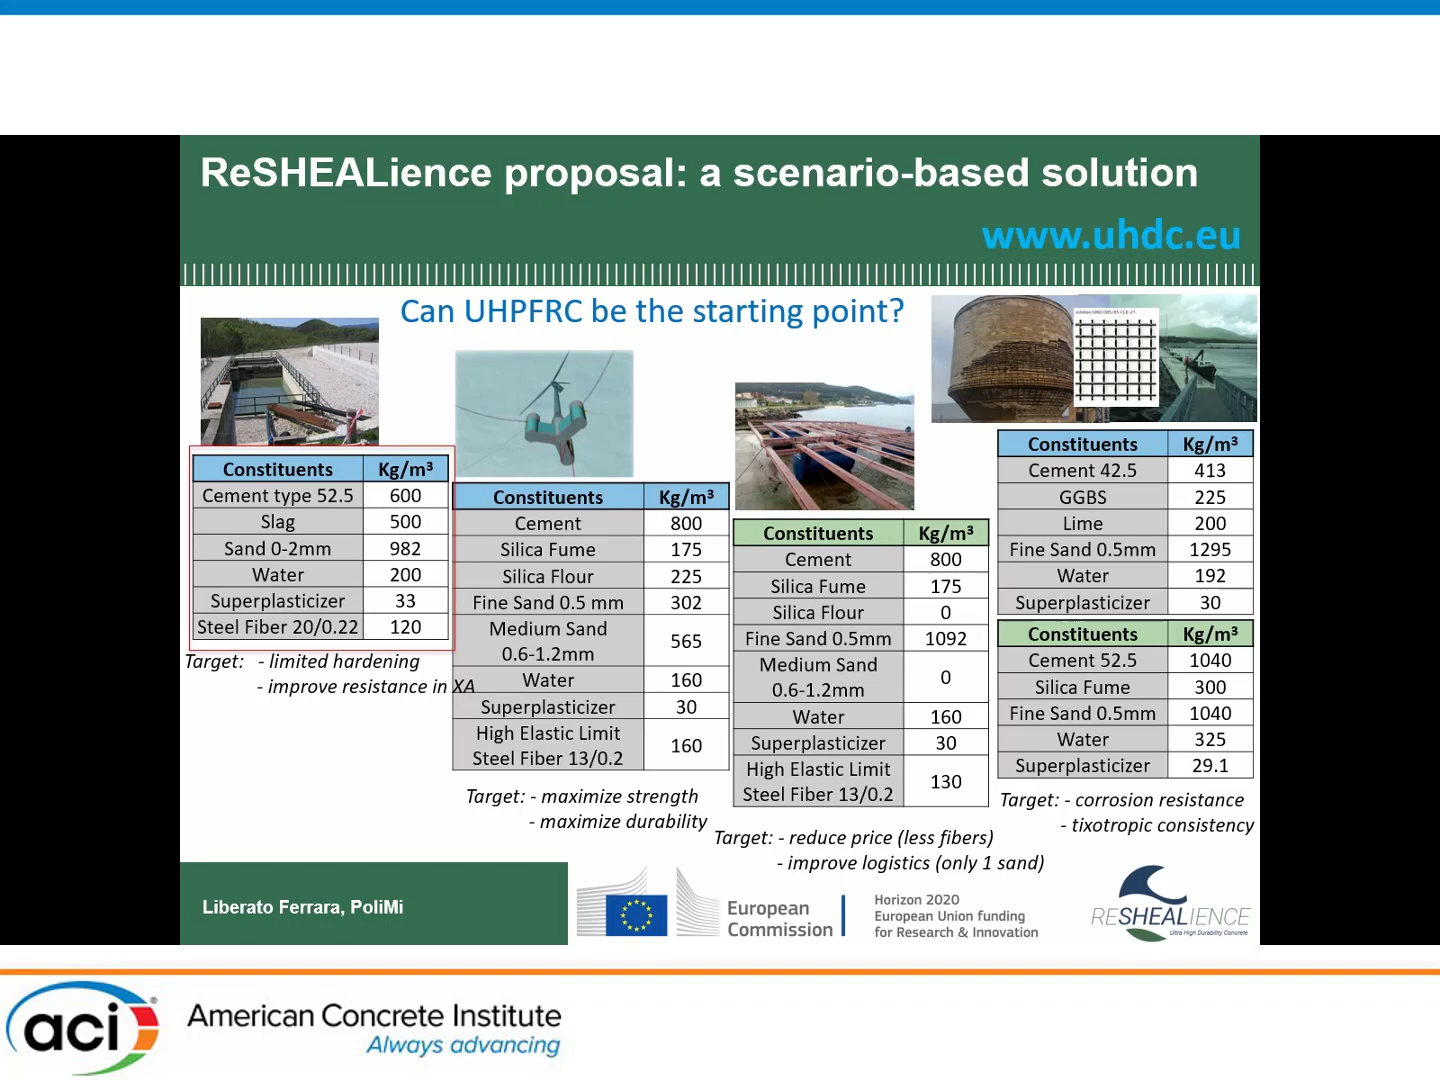 ReSHEALience proposal: a scenario-based solution
www.uhdc.eu
Can UHPFRC be the starting point?
Constituents Kg/m³
Cement type 52.5 600
Slag 500
Sand 0-2mm 982
Water 200
Superplasticizer 33
Steel Fiber 20/0.22 120
Target: - limited hardening
- improve resistance in XA
Constituents Kg/m³
Cement 800
Silica Fume 175
Silica Flour 225
Fine Sand 0.5 mm 302
Medium Sand
0.6-1.2mm 565
Water 160
Superplasticizer 30
High Elastic Limit
Steel Fiber 13/0.2 160
Target: - maximize strength
- maximize durability
Constituents Kg/m³
Cement 800
Silica Fume 175
Silica Flour 0
Fine Sand 0.5mm 1092
Medium Sand
0.6-1.2mm 0
Water 160
Superplasticizer 30
High Elastic Limit
Steel Fiber 13/0.2 130
Target: - reduce price (less fibers)
- improve logistics (only 1 sand)
Constituents Kg/m³
Cement 42.5 413
GGBS 225
Lime 200
Fine Sand 0.5mm 1295
Water 192
Superplasticizer 30
Constituents Kg/m³
Cement 52.5 1040
Silica Fume 300
Fine Sand 0.5mm 1040
Water 325
Superplasticizer 29.1
Target: - corrosion resistance
- tixotropic consistency
Liberato Ferrara, PoliMi
European
Commission
Horizon 2020
European Union funding
for Research & Innovation
RESHEALIENCE
Ultra High Durability Concrete
aci®
American Concrete Institute
Always advancing